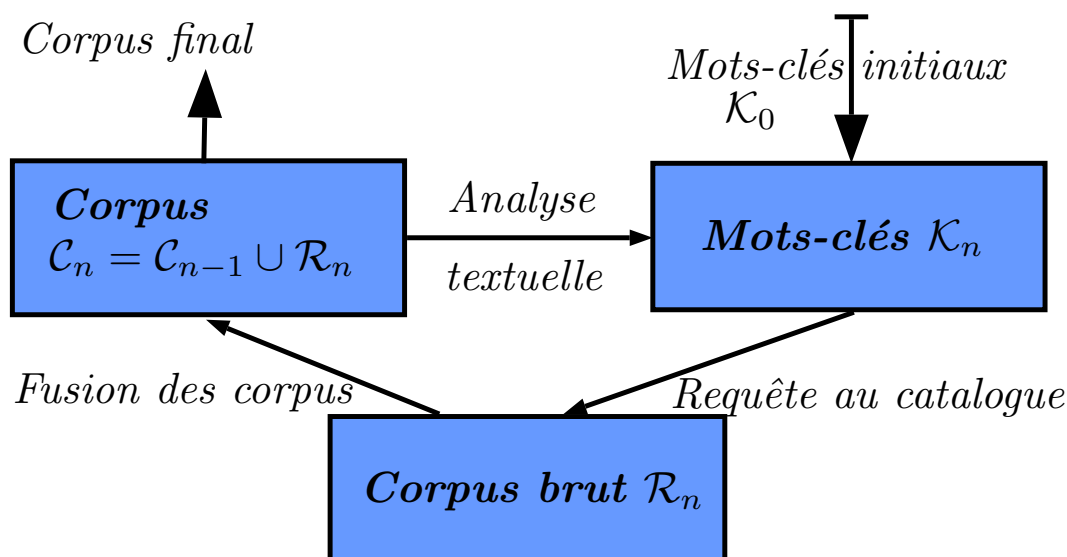 Corpus final
Mots-clés initiaux
𝒦₀
Corpus
𝒞ₙ = 𝒞ₙ₋₁ ∪ ℛₙ
Analyse
textuelle
Mots-clés 𝒦ₙ
Fusion des corpus
Requête au catalogue
Corpus brut ℛₙ